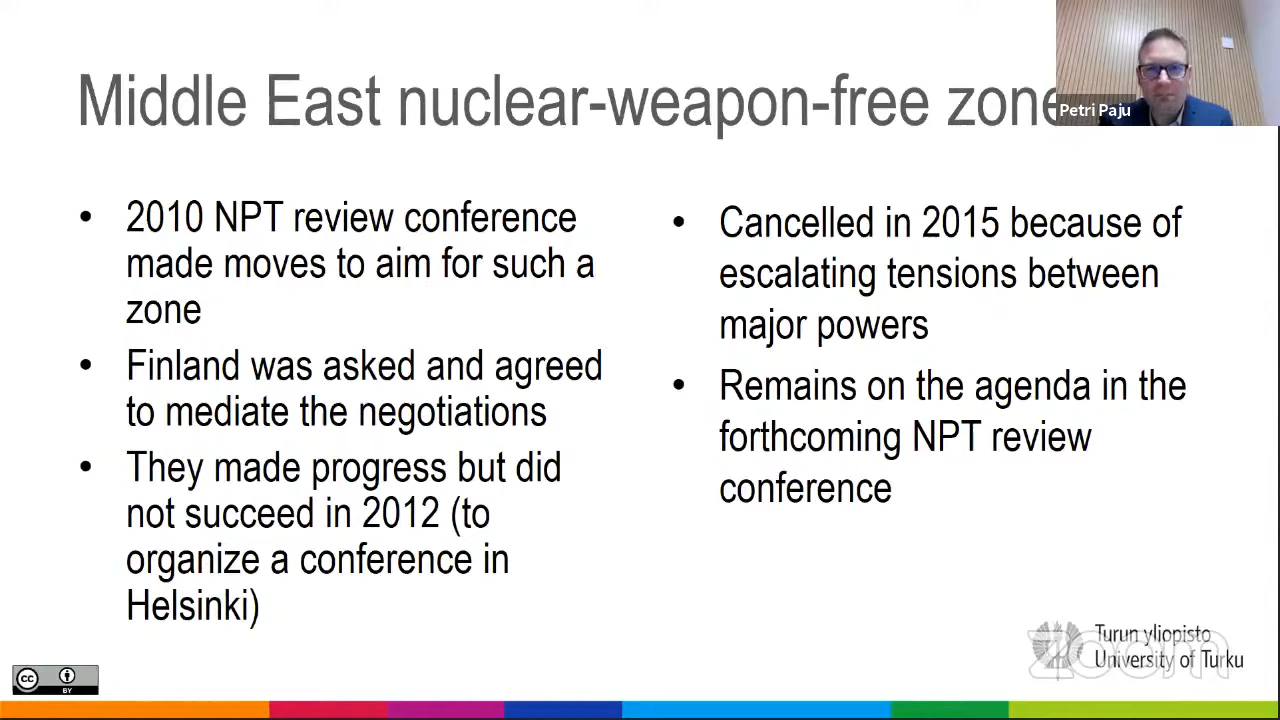 Middle East nuclear-weapon-free zone
Petri Paju
• 2010 NPT review conference
made moves to aim for such a
zone
• Finland was asked and agreed
to mediate the negotiations
• They made progress but did
not succeed in 2012 (to
organize a conference in
Helsinki)
• Cancelled in 2015 because of
escalating tensions between
major powers
• Remains on the agenda in the
forthcoming NPT review
conference
Turun yliopisto
University of Turku
zoom
cc
BY